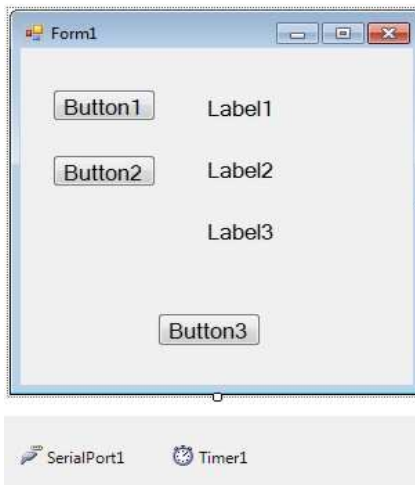 Form1
Button1 Label1
Button2 Label2
Label3
Button3
SerialPort1 Timer1